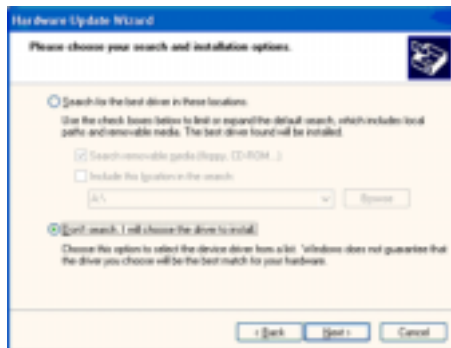 Hardware Update Wizard
Please choose your search and installation options.
Search for the best driver in these locations.
Use the check boxes below to limit or expand the default search, which includes local
paths and removable media. The best driver found will be installed.
Search removable media (floppy, CD-ROM...)
Include this location in the search:
A:\
Browse
Don't search. I will choose the driver to install.
Choose this option to select the device driver from a list. Windows does not guarantee that
the driver you choose will be the best match for your hardware.
< Back
Next >
Cancel